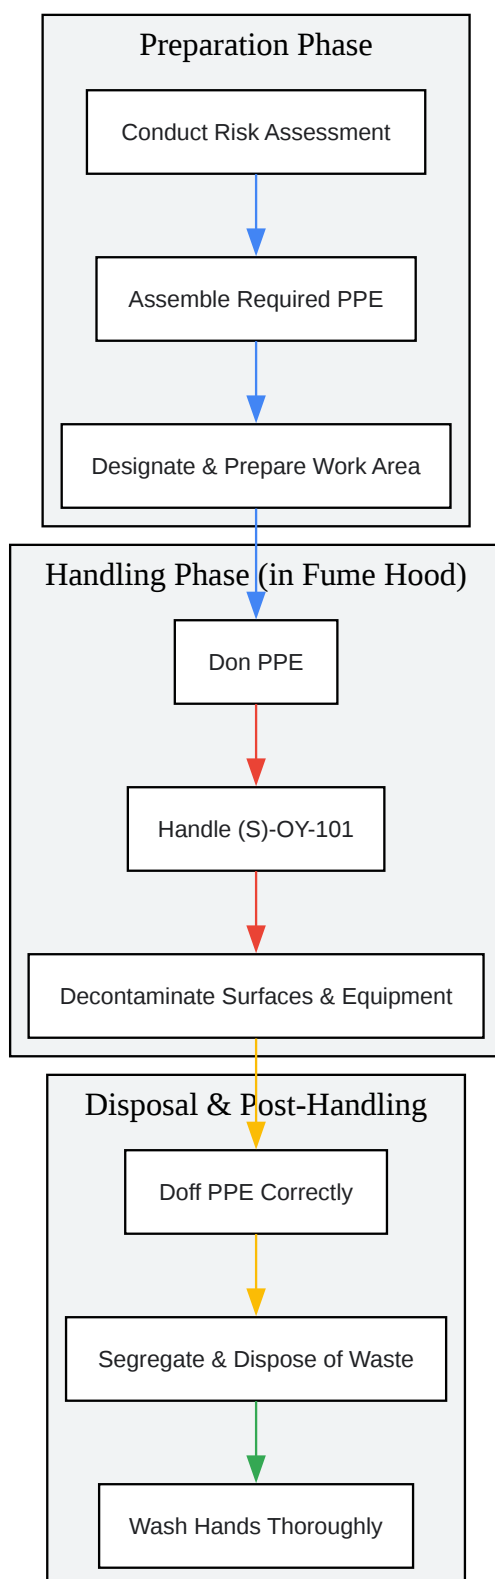 Preparation Phase
Conduct Risk Assessment
Assemble Required PPE
Designate & Prepare Work Area
Handling Phase (in Fume Hood)
Don PPE
Handle (S)-OY-101
Decontaminate Surfaces & Equipment
Disposal & Post-Handling
Doff PPE Correctly
Segregate & Dispose of Waste
Wash Hands Thoroughly